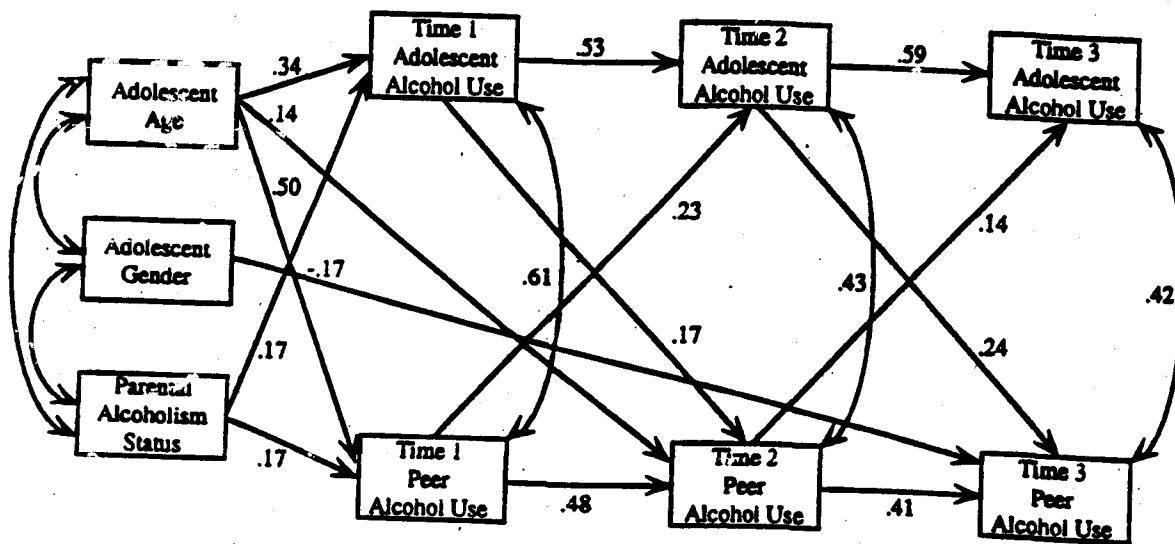 Time 1
Adolescent
Alcohol Use
.53
Time 2
Adolescent
Alcohol Use
.59
Time 3
Adolescent
Alcohol Use
Adolescent
Age
.34
.14
.50
Adolescent
Gender
-.17
.23
.61
.14
.43
.42
.17
.17
.24
Parental
Alcoholism
Status
.17
Time 1
Peer
Alcohol Use
.48
Time 2
Peer
Alcohol Use
.41
Time 3
Peer
Alcohol Use